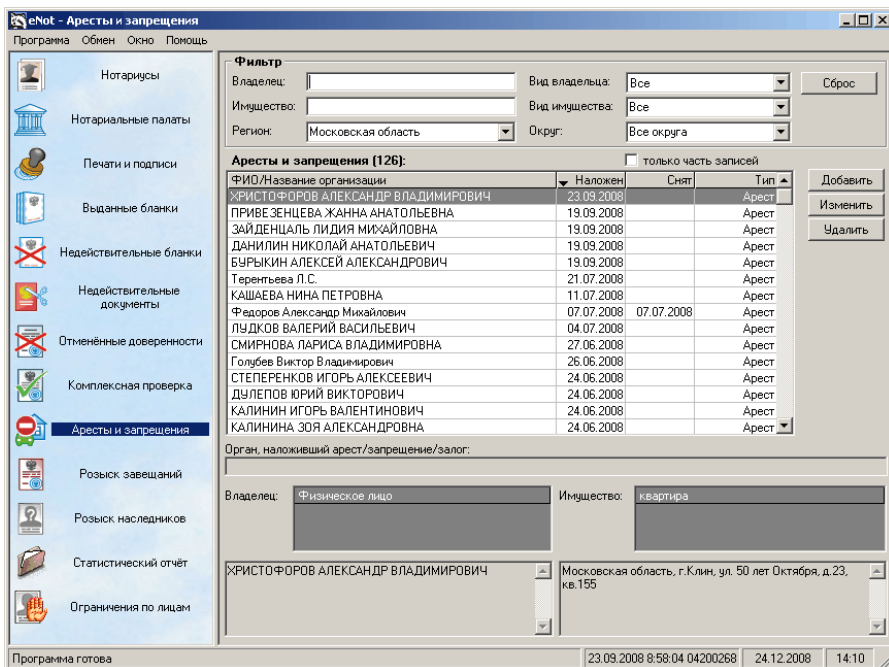 eNot - Аресты и запрещения
Программа Обмен Окно Помощь
Нотариусы
Нотариальные палаты
Печати и подписи
Выданные бланки
Недействительные бланки
Недействительные
документы
Отменённые доверенности
Комплексная проверка
Аресты и запрещения
Розыск завещаний
Розыск наследников
Статистический отчёт
Ограничения по лицам
Фильтр
Владелец: Вид владельца: Все Сброс
Имущество: Вид имущества: Все
Регион: Московская область Округ: Все округа
Аресты и запрещения (126): только часть записей
ФИО/Название организации Наложен Снят Тип Добавить
ХРИСТОФОРОВ АЛЕКСАНДР ВЛАДИМИРОВИЧ 23.09.2008 Арест
ПРИВЕЗЕНЦЕВА ЖАННА АНАТОЛЬЕВНА 19.09.2008 Арест Изменить
ЗАЙДЕНЦАЛЬ ЛИДИЯ МИХАЙЛОВНА 19.09.2008 Арест Удалить
ДАНИЛИН НИКОЛАЙ АНАТОЛЬЕВИЧ 19.09.2008 Арест
БУРЫКИН АЛЕКСЕЙ АЛЕКСАНДРОВИЧ 19.09.2008 Арест
Терентьева Л.С. 21.07.2008 Арест
КАШАЕВА НИНА ПЕТРОВНА 11.07.2008 Арест
Федоров Александр Михайлович 07.07.2008 07.07.2008 Арест
ЛУДКОВ ВАЛЕРИЙ ВАСИЛЬЕВИЧ 04.07.2008 Арест
СМИРНОВА ЛАРИСА ВЛАДИМИРОВНА 27.06.2008 Арест
Голубев Виктор Владимирович 26.06.2008 Арест
СТЕПЕРЕНКОВ ИГОРЬ АЛЕКСЕЕВИЧ 24.06.2008 Арест
ДУЛЕПОВ ЮРИЙ ВИКТОРОВИЧ 24.06.2008 Арест
КАЛИНИН ИГОРЬ ВАЛЕНТИНОВИЧ 24.06.2008 Арест
КАЛИНИНА ЗОЯ АЛЕКСАНДРОВНА 24.06.2008 Арест
Орган, наложивший арест/запрещение/залог:
Владелец: Физическое лицо Имущество: квартира
ХРИСТОФОРОВ АЛЕКСАНДР ВЛАДИМИРОВИЧ Московская область, г.Клин, ул. 50 лет Октября, д.23,
кв.155
Программа готова 23.09.2008 8:58:04 04200268 24.12.2008 14:10